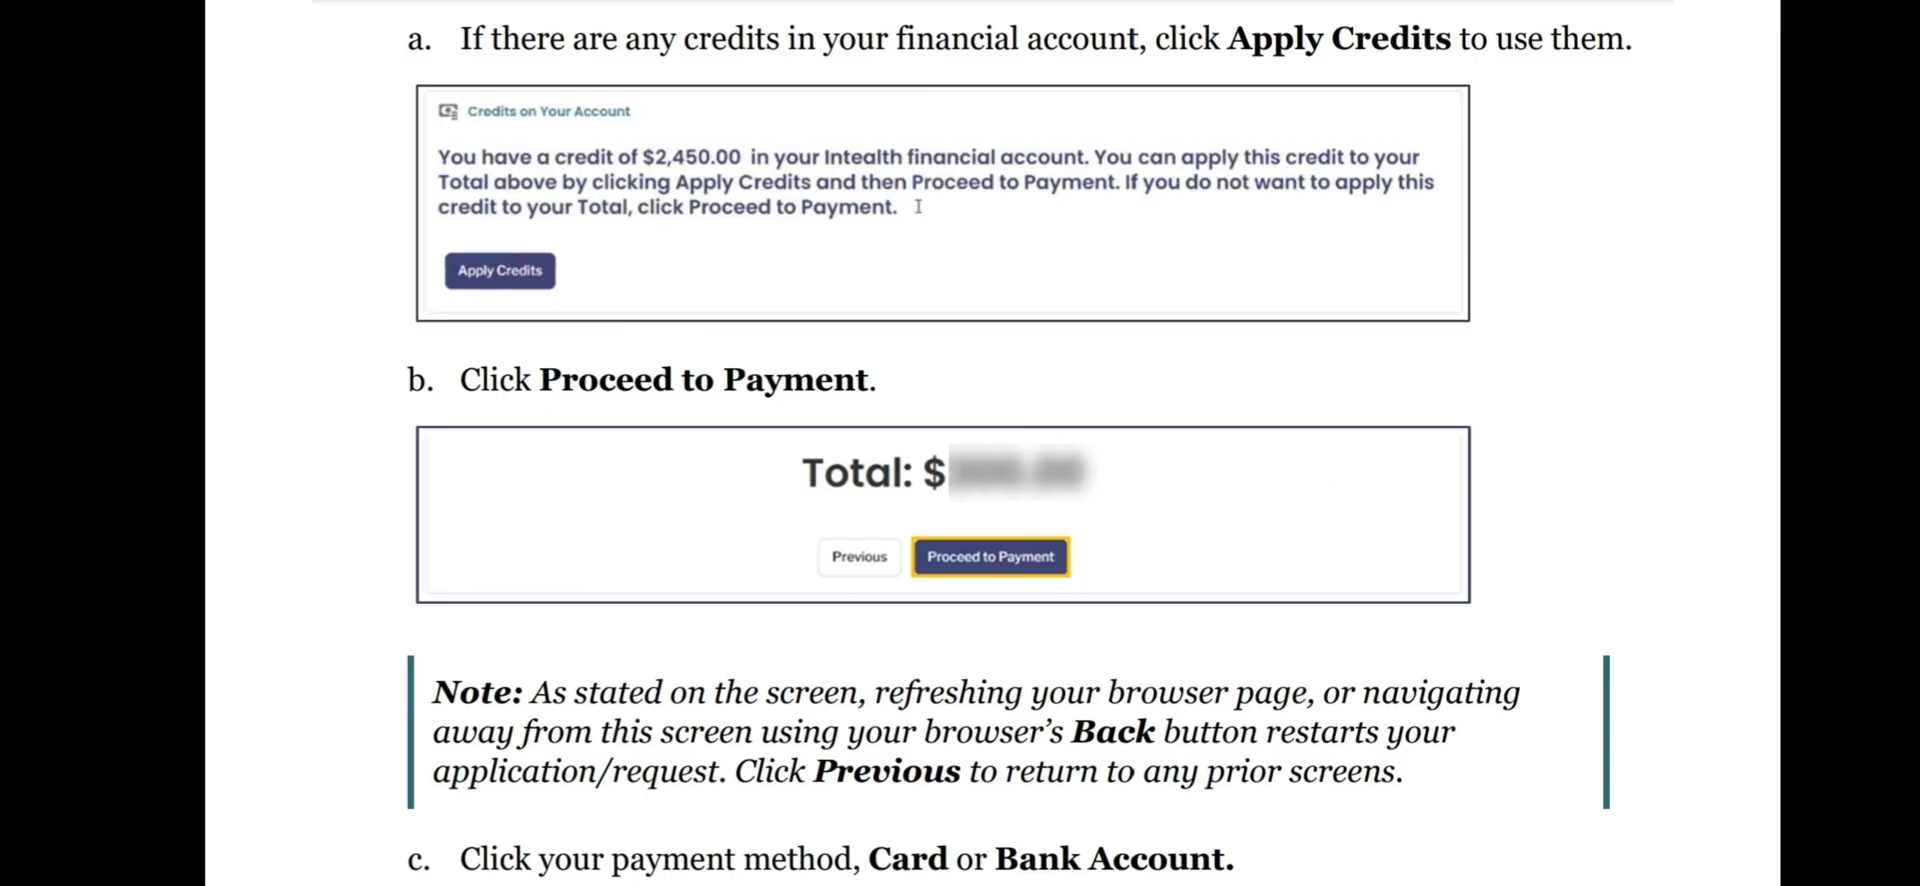 a. If there are any credits in your financial account, click Apply Credits to use them.
Credits on Your Account
You have a credit of $2,450.00 in your Intealth financial account. You can apply this credit to your
Total above by clicking Apply Credits and then Proceed to Payment. If you do not want to apply this
credit to your Total, click Proceed to Payment.
Apply Credits
b. Click Proceed to Payment.
Total: $
Previous Proceed to Payment
Note: As stated on the screen, refreshing your browser page, or navigating
away from this screen using your browser’s Back button restarts your
application/request. Click Previous to return to any prior screens.
c. Click your payment method, Card or Bank Account.